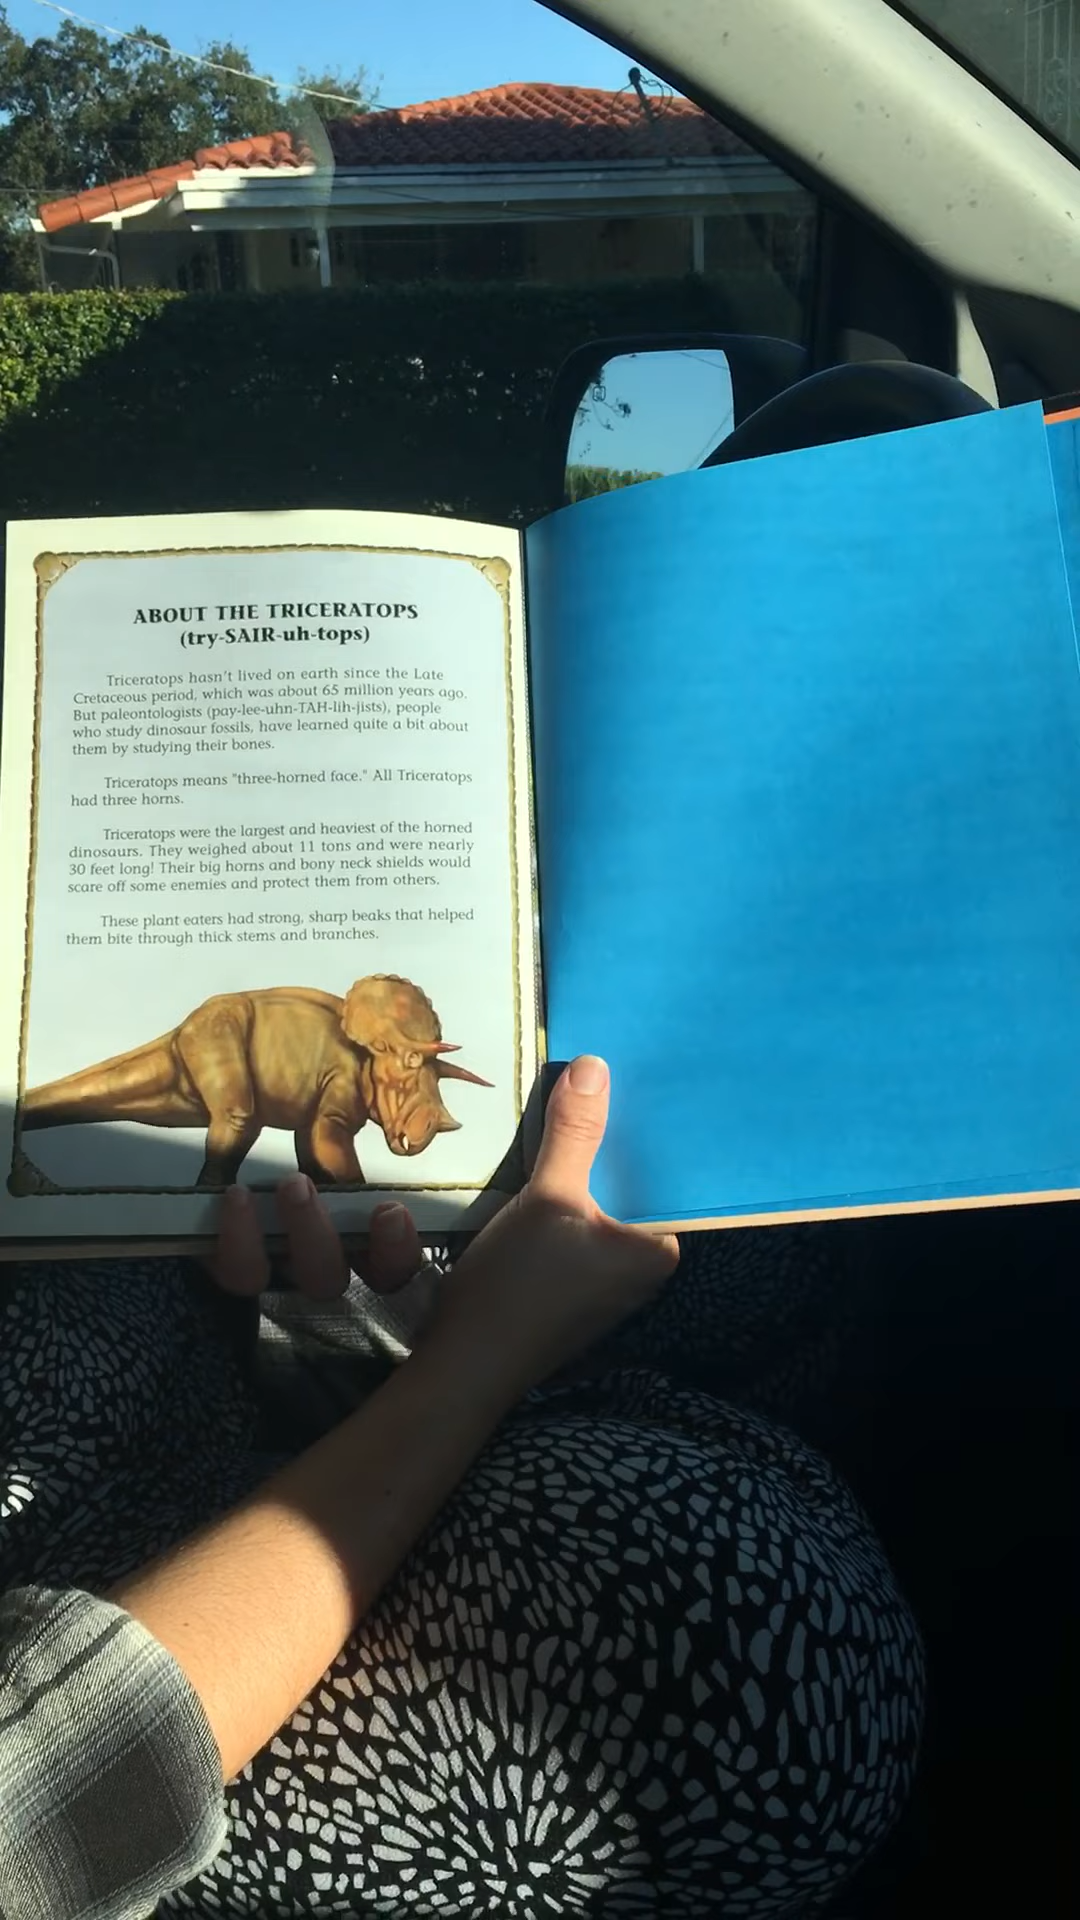 ABOUT THE TRICERATOPS
(try-SAIR-uh-tops)
Triceratops hasn't lived on earth since the Late
Cretaceous period, which was about 65 million years ago.
But paleontologists (pay-lee-uhn-TAH-lih-jists), people
who study dinosaur fossils, have learned quite a bit about
them by studying their bones.
Triceratops means "three-horned face." All Triceratops
had three horns.
Triceratops were the largest and heaviest of the horned
dinosaurs. They weighed about 11 tons and were nearly
30 feet long! Their big horns and bony neck shields would
scare off some enemies and protect them from others.
These plant eaters had strong, sharp beaks that helped
them bite through thick stems and branches.